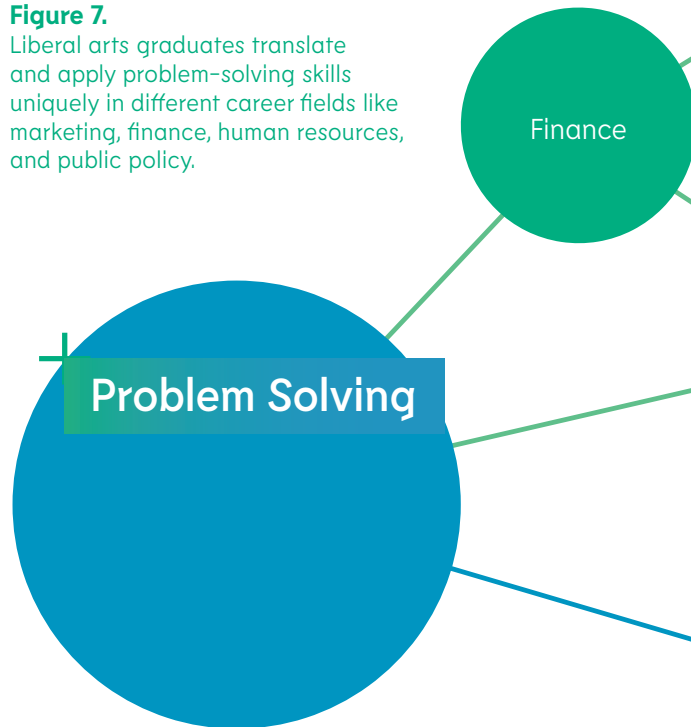 Figure 7.
Liberal arts graduates translate
and apply problem-solving skills
uniquely in different career fields like
marketing, finance, human resources,
and public policy.
Finance
Problem Solving